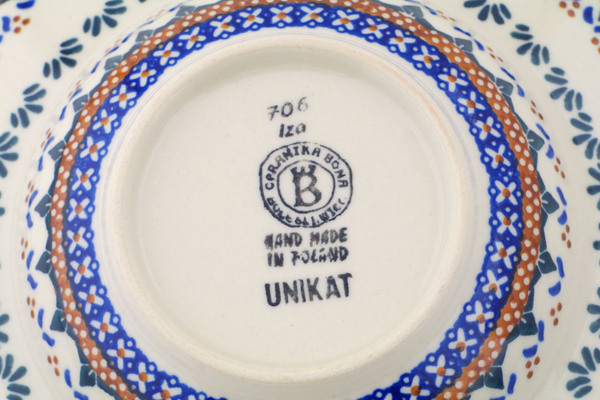 706
Iza
CERAMIKA BONA
B
HAND MADE
IN POLAND
UNIKAT